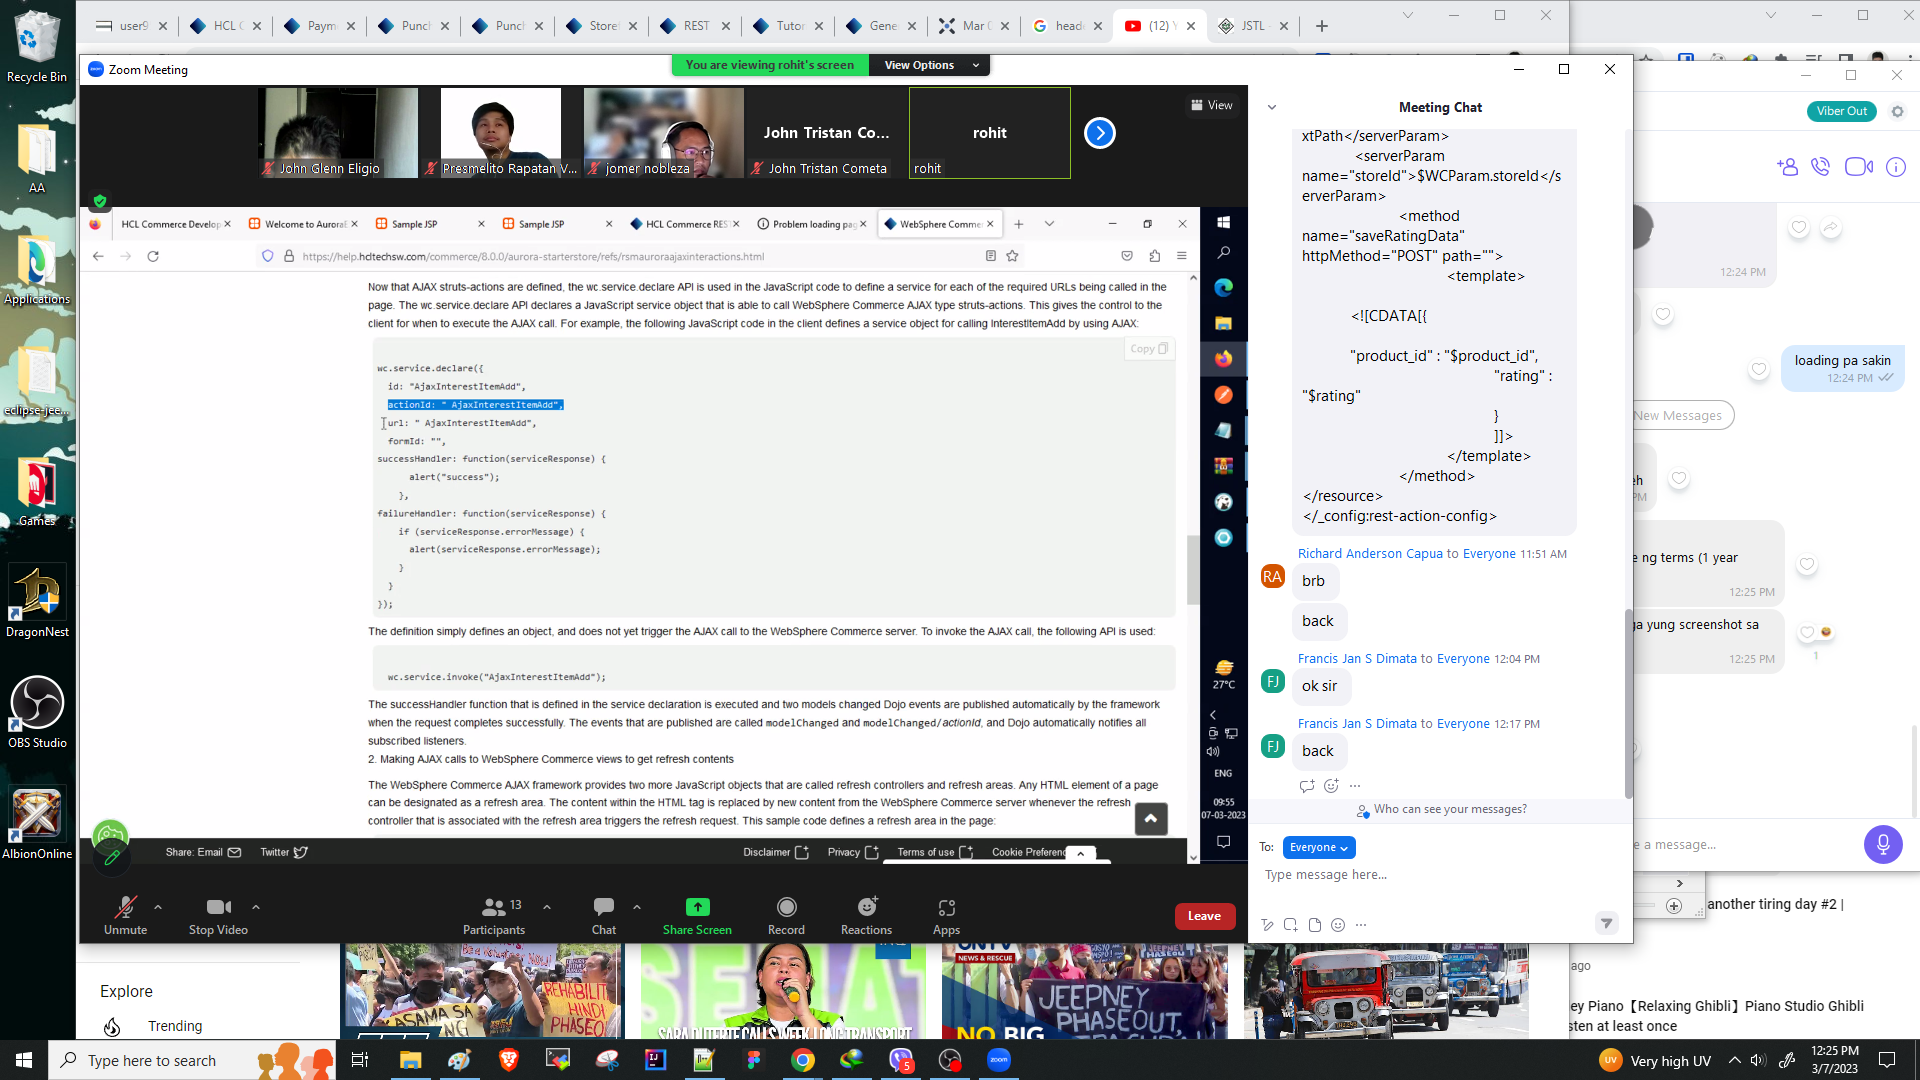 user9
HCL C
Paym
Punch
Punch
Store
REST
Tutor
Gene
Mar
head
(12) Y
JSTL
Recycle Bin
AA
Applications
eclipse-jee-...
Games
DragonNest
OBS Studio
AlbionOnline
Zoom Meeting
You are viewing rohit's screen
View Options
View
John Glenn Eligio
Presmelito Rapatan V...
jomer nobleza
John Tristan Co...
John Tristan Cometa
rohit
rohit
HCL Commerce Develop
Welcome to AuroraE
Sample JSP
Sample JSP
HCL Commerce RES
Problem loading pag
WebSphere Comme
https://help.hcltechsw.com/commerce/8.0.0/aurora-starterstore/refs/rsmauroraajaxinteractions.html
Now that AJAX struts-actions are defined, the wc.service.declare API is used in the JavaScript code to define a service for each of the required URLs being called in the
page. The wc.service.declare API declares a JavaScript service object that is able to call WebSphere Commerce AJAX type struts-actions. This gives the control to the
client for when to execute the AJAX call. For example, the following JavaScript code in the client defines a service object for calling InterestItemAdd by using AJAX:
Copy
wc.service.declare({
id: "AjaxInterestItemAdd",
actionId: " AjaxInterestItemAdd",
url: " AjaxInterestItemAdd",
formId: "",
successHandler: function(serviceResponse) {
alert("success");
},
failureHandler: function(serviceResponse) {
if (serviceResponse.errorMessage) {
alert(serviceResponse.errorMessage);
}
}
});
The definition simply defines an object, and does not yet trigger the AJAX call to the WebSphere Commerce server. To invoke the AJAX call, the following API is used:
wc.service.invoke("AjaxInterestItemAdd");
The successHandler function that is defined in the service declaration is executed and two models changed Dojo events are published automatically by the framework
when the request completes successfully. The events that are published are called modelChanged and modelChanged/actionId, and Dojo automatically notifies all
subscribed listeners.
2. Making AJAX calls to WebSphere Commerce views to get refresh contents
The WebSphere Commerce AJAX framework provides two more JavaScript objects that are called refresh controllers and refresh areas. Any HTML element of a page
can be designated as a refresh area. The content within the HTML tag is replaced by new content from the WebSphere Commerce server whenever the refresh
controller that is associated with the refresh area triggers the refresh request. This sample code defines a refresh area in the page:
Share: Email
Twitter
Disclaimer
Privacy
Terms of use
Cookie Preferenc
27°C
ENG
09:55
07-03-2023
Unmute
Stop Video
13
Participants
Chat
Share Screen
Record
Reactions
Apps
Leave
Meeting Chat
xtPath</serverParam>
<serverParam
name="storeId">$WCParam.storeId</s
erverParam>
<method
name="saveRatingData"
httpMethod="POST" path="">
<template>
<![CDATA[{
"product_id" : "$product_id",
"rating" :
"$rating"
}
]]>
</template>
</method>
</resource>
</_config:rest-action-config>
Richard Anderson Capua to Everyone 11:51 AM
RA
brb
back
Francis Jan S Dimata to Everyone 12:04 PM
FJ
ok sir
Francis Jan S Dimata to Everyone 12:17 PM
FJ
back
Who can see your messages?
To:
Everyone
Type message here...
Viber Out
12:24 PM
loading pa sakin
12:24 PM
New Messages
eh
PM
e ng terms (1 year
12:25 PM
ga yung screenshot sa
12:25 PM
1
e a message...
another tiring day #2 |
ago
ey Piano【Relaxing Ghibli】Piano Studio Ghibli
sten at least once
Explore
Trending
ASAMA SA
REHABILIT
HINDI
PHASEO
SENAT
SARA DUTERTE CALLS WEEK-LONG TRANSPORT
UNTV
NEWS & RESCUE
JEEPNEY PHASEOUT
JEEPNEY
PHASEOUT,
NO BIG
Type here to search
5
zoom
UV
Very high UV
12:25 PM
3/7/2023